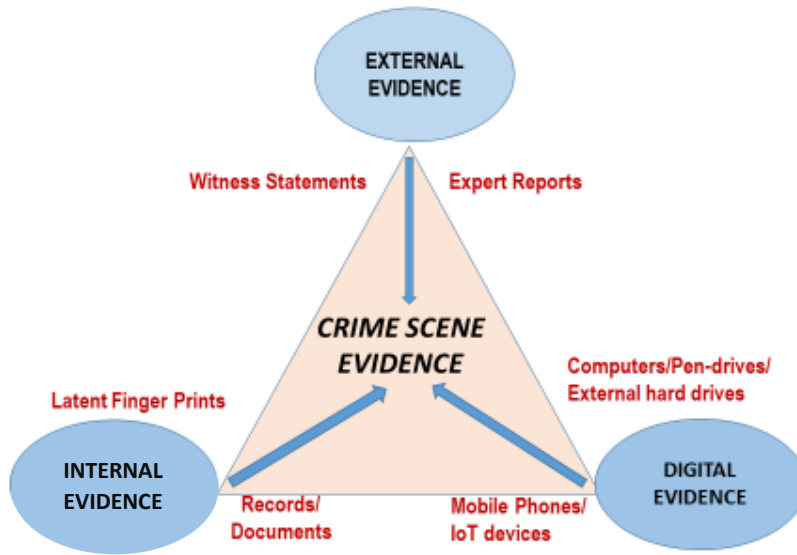 EXTERNAL
EVIDENCE
Witness Statements
Expert Reports
CRIME SCENE
EVIDENCE
Computers/Pen-drives/
External hard drives
Latent Finger Prints
INTERNAL
EVIDENCE
DIGITAL
EVIDENCE
Records/
Documents
Mobile Phones/
IoT devices